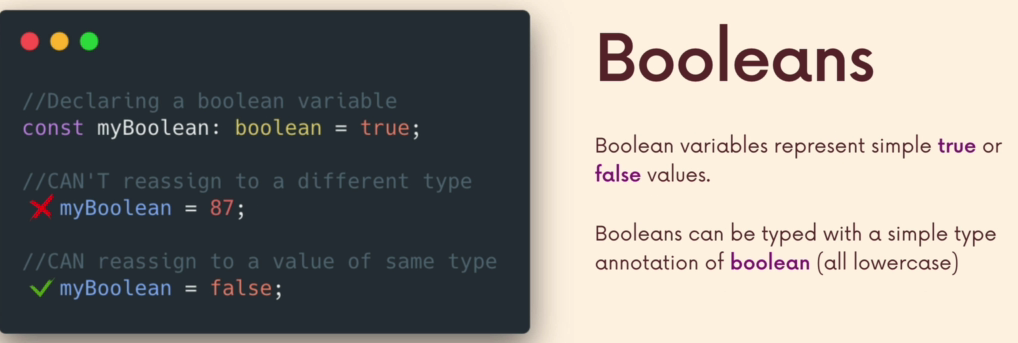 //Declaring a boolean variable
const myBoolean: boolean = true;
//CAN'T reassign to a different type
myBoolean = 87;
//CAN reassign to a value of same type
myBoolean = false;
Booleans
Boolean variables represent simple true or
false values.
Booleans can be typed with a simple type
annotation of boolean (all lowercase)